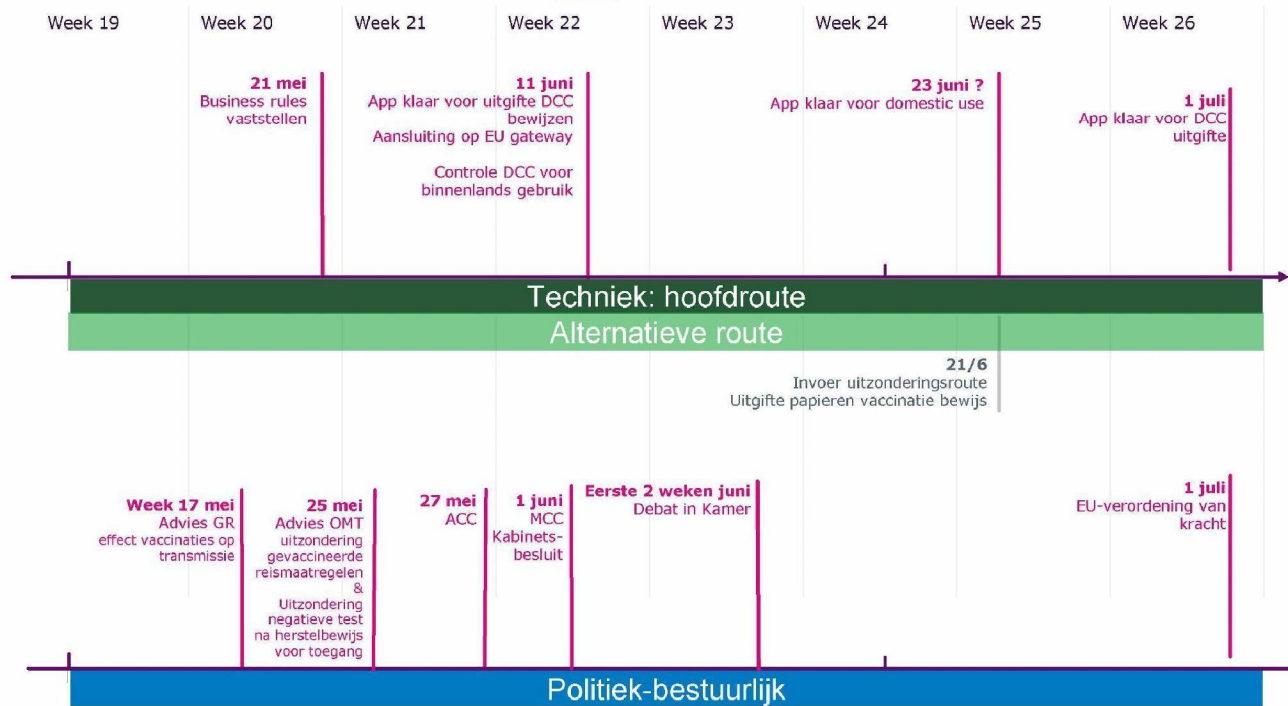 Week 19
Week 20
Week 21
Week 22
Week 23
Week 24
Week 25
Week 26
21 mei
Business rules
vaststellen
11 juni
App klaar voor uitgifte DCC
bewijzen
Aansluiting op EU gateway
Controle DCC voor
binnenlands gebruik
23 juni ?
App klaar voor domestic use
1 juli
App klaar voor DCC
uitgifte
Techniek: hoofdroute
Alternatieve route
21/6
Invoer uitzonderingsroute
Uitgifte papieren vaccinatie bewijs
Week 17 mei
Advies GR
effect vaccinaties op
transmissie
25 mei
Advies OMT
uitzondering
gevaccineerde
reismaatregelen
&
Uitzondering
negatieve test
na herstelbewijs
voor toegang
27 mei
ACC
1 juni
MCC
Kabinets-
besluit
Eerste 2 weken juni
Debat in Kamer
1 juli
EU-verordening van
kracht
Politiek-bestuurlijk